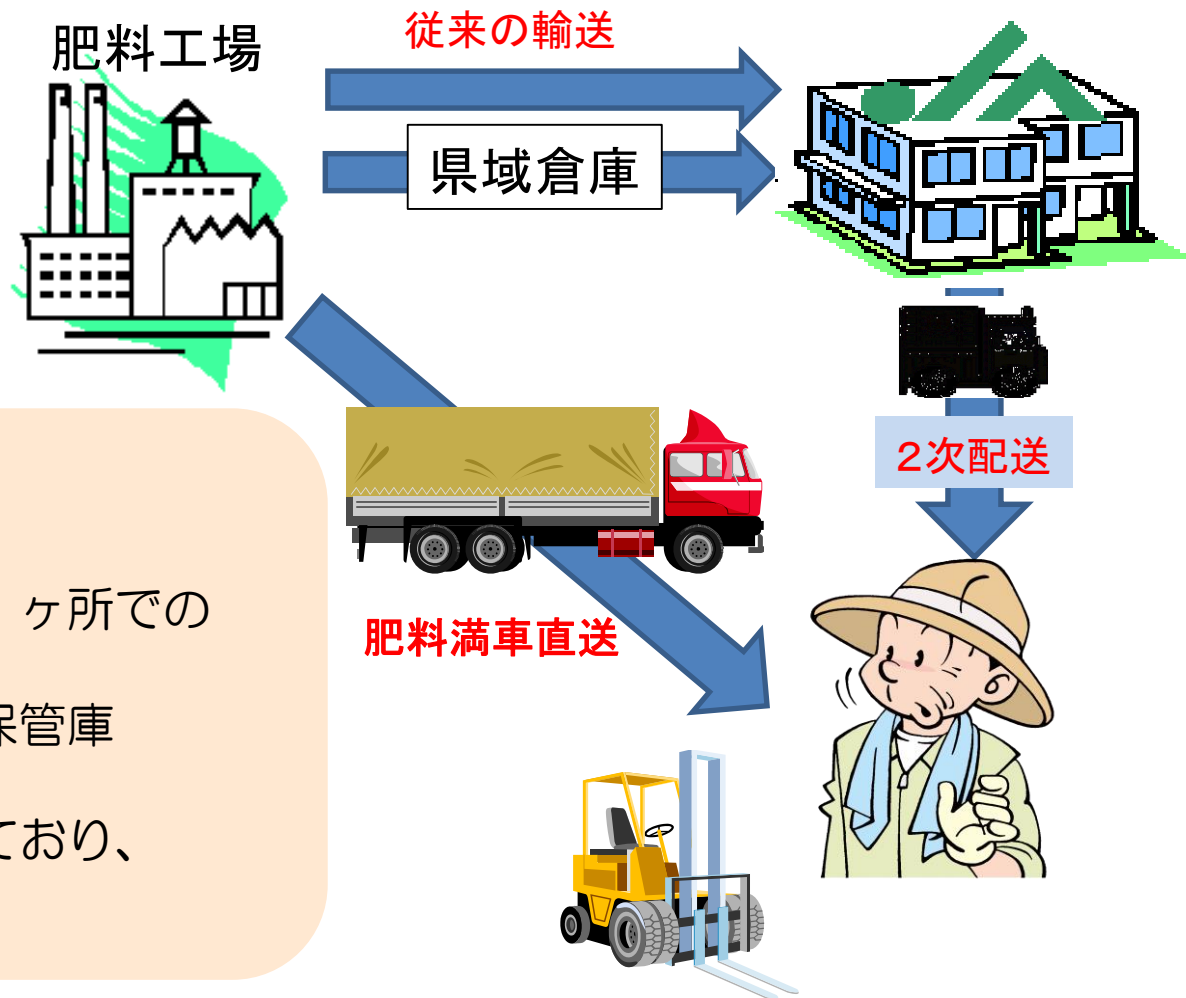 肥料工場
従来の輸送
JA
県域倉庫
2次配送
肥料満車直送
ヶ所での
保管庫
ており、